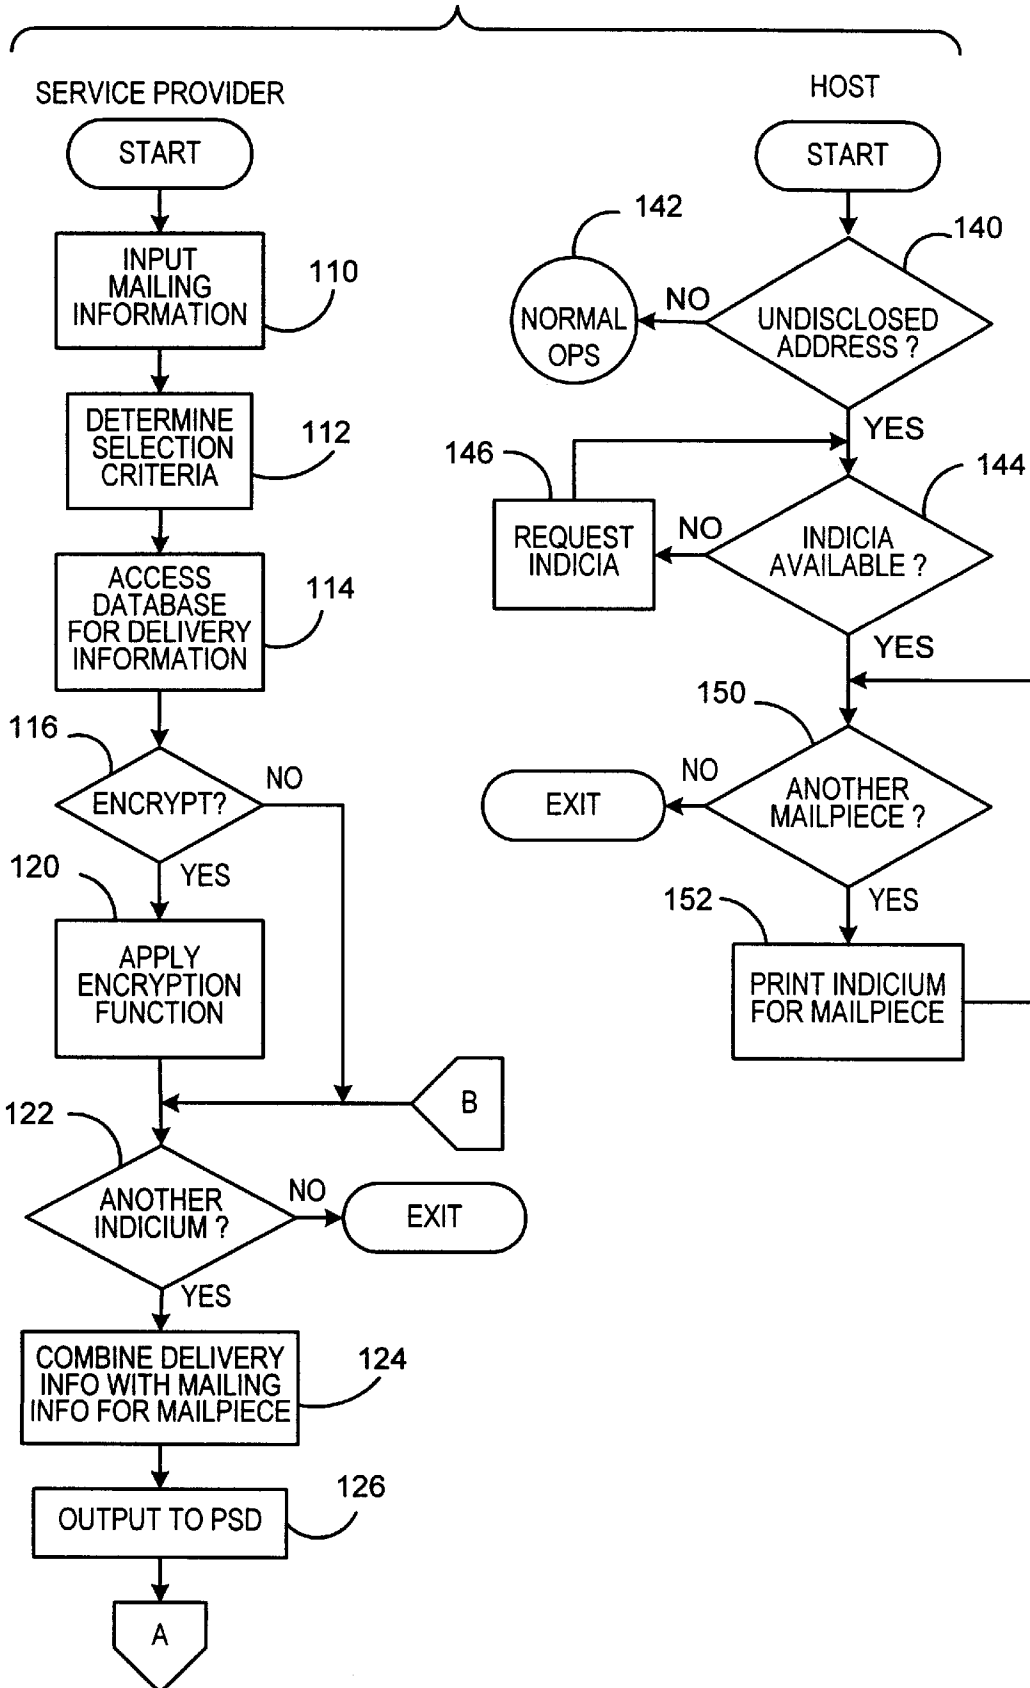 SERVICE PROVIDER
START
INPUT
MAILING
INFORMATION
110
DETERMINE
SELECTION
CRITERIA
112
ACCESS
DATABASE
FOR DELIVERY
INFORMATION
114
116
ENCRYPT?
NO
YES
120
APPLY
ENCRYPTION
FUNCTION
B
122
ANOTHER
INDICIUM ?
NO
EXIT
YES
COMBINE DELIVERY
INFO WITH MAILING
INFO FOR MAILPIECE
124
OUTPUT TO PSD
126
A
HOST
START
140
UNDISCLOSED
ADDRESS ?
NO
142
NORMAL
OPS
YES
144
INDICIA
AVAILABLE ?
NO
146
REQUEST
INDICIA
YES
150
ANOTHER
MAILPIECE ?
NO
EXIT
YES
152
PRINT INDICIUM
FOR MAILPIECE